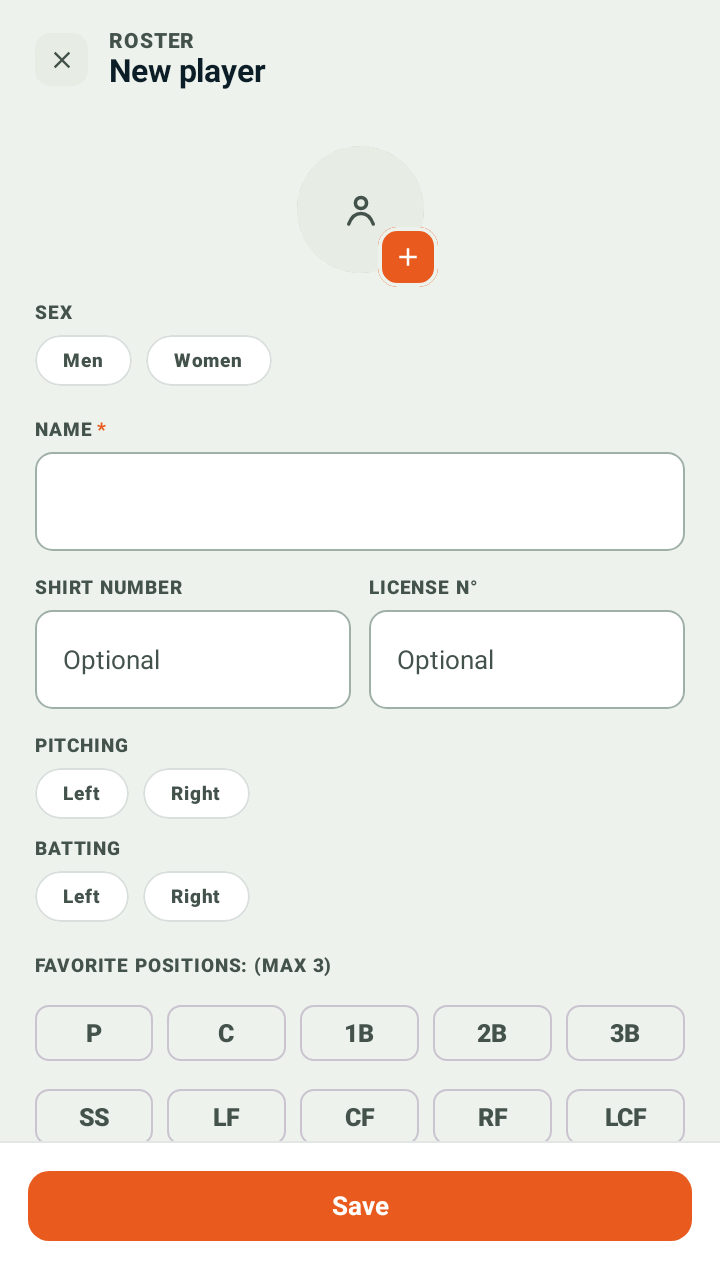 ROSTER
New player
SEX
Men Women
NAME *
SHIRT NUMBER LICENSE N°
Optional Optional
PITCHING
Left Right
BATTING
Left Right
FAVORITE POSITIONS: (MAX 3)
P C 1B 2B 3B
SS LF CF RF LCF
Save